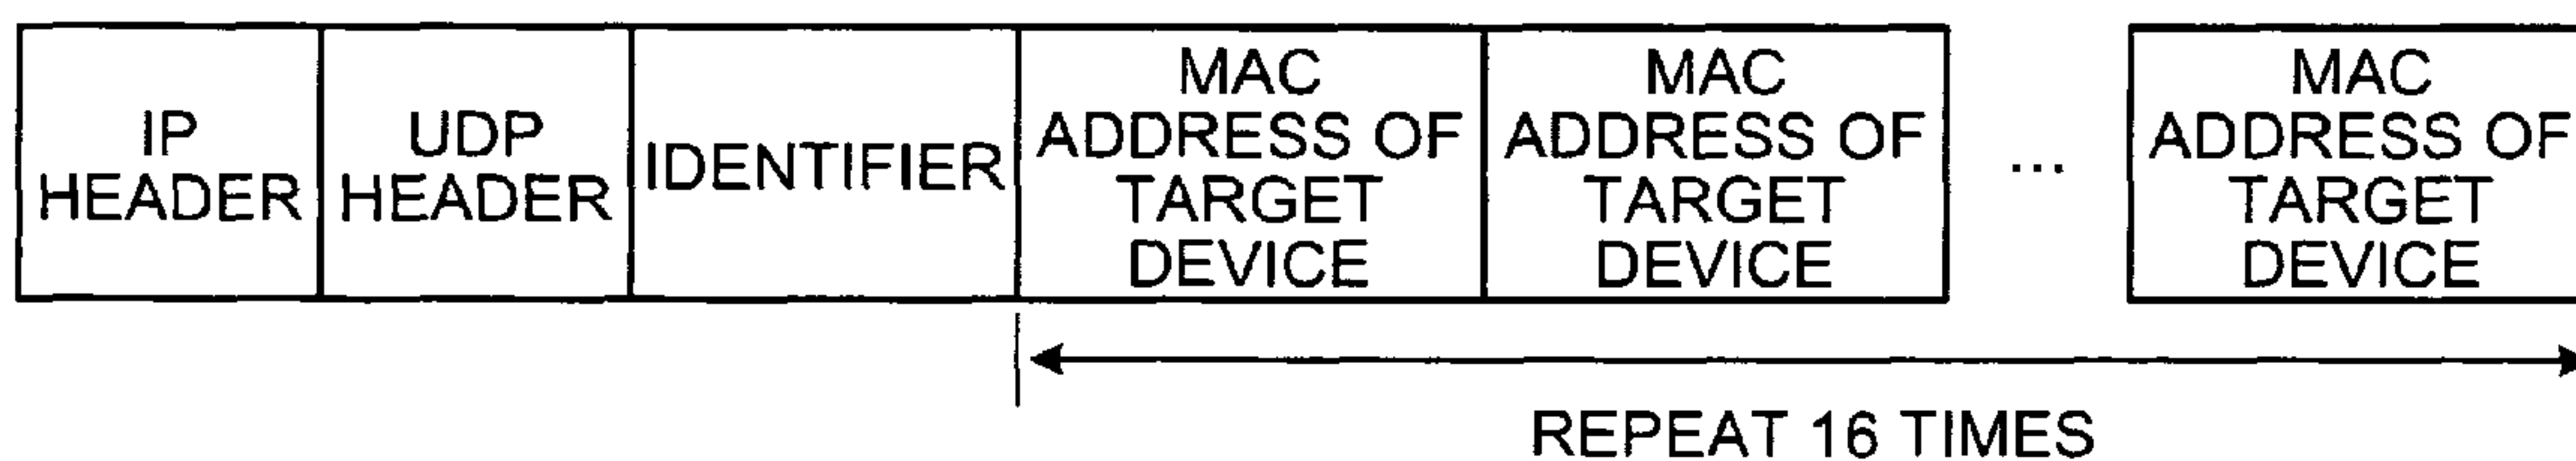 IP
HEADER
UDP
HEADER
IDENTIFIER
MAC
ADDRESS OF
TARGET
DEVICE
MAC
ADDRESS OF
TARGET
DEVICE
...
MAC
ADDRESS OF
TARGET
DEVICE
REPEAT 16 TIMES